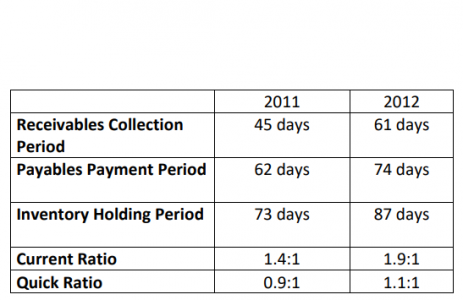 2011 2012
Receivables Collection 45 days 61 days
Period
Payables Payment Period 62 days 74 days
Inventory Holding Period 73 days 87 days
Current Ratio 1.4:1 1.9:1
Quick Ratio 0.9:1 1.1:1